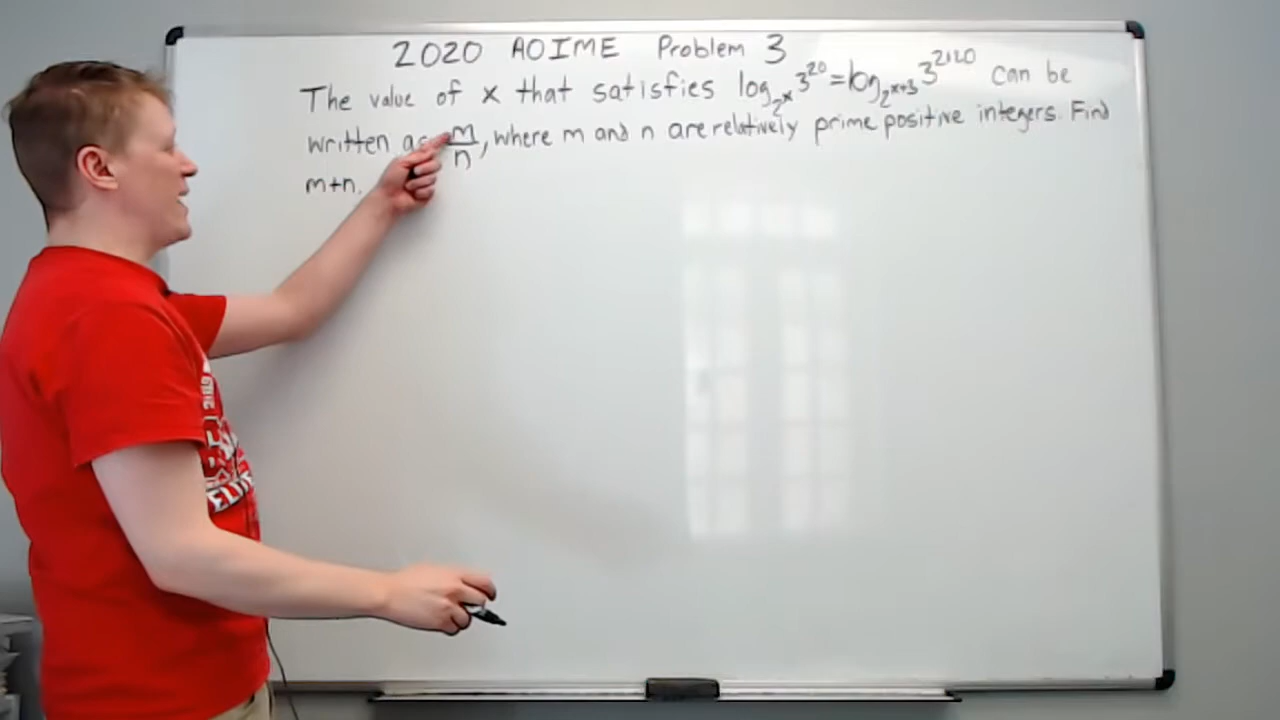 2020 AOIME Problem 3
The value of x that satisfies log_{2^x} 3^{20} = log_{2^{x+3}} 3^{2020} can be
written as m/n, where m and n are relatively prime positive integers. Find
m+n.
ELITE